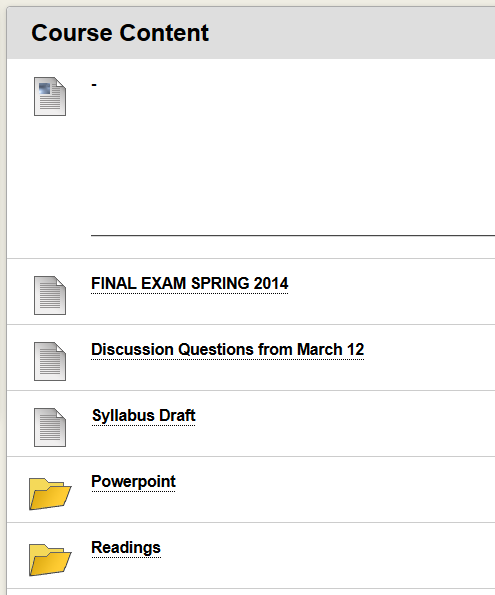 Course Content
-
FINAL EXAM SPRING 2014
Discussion Questions from March 12
Syllabus Draft
Powerpoint
Readings